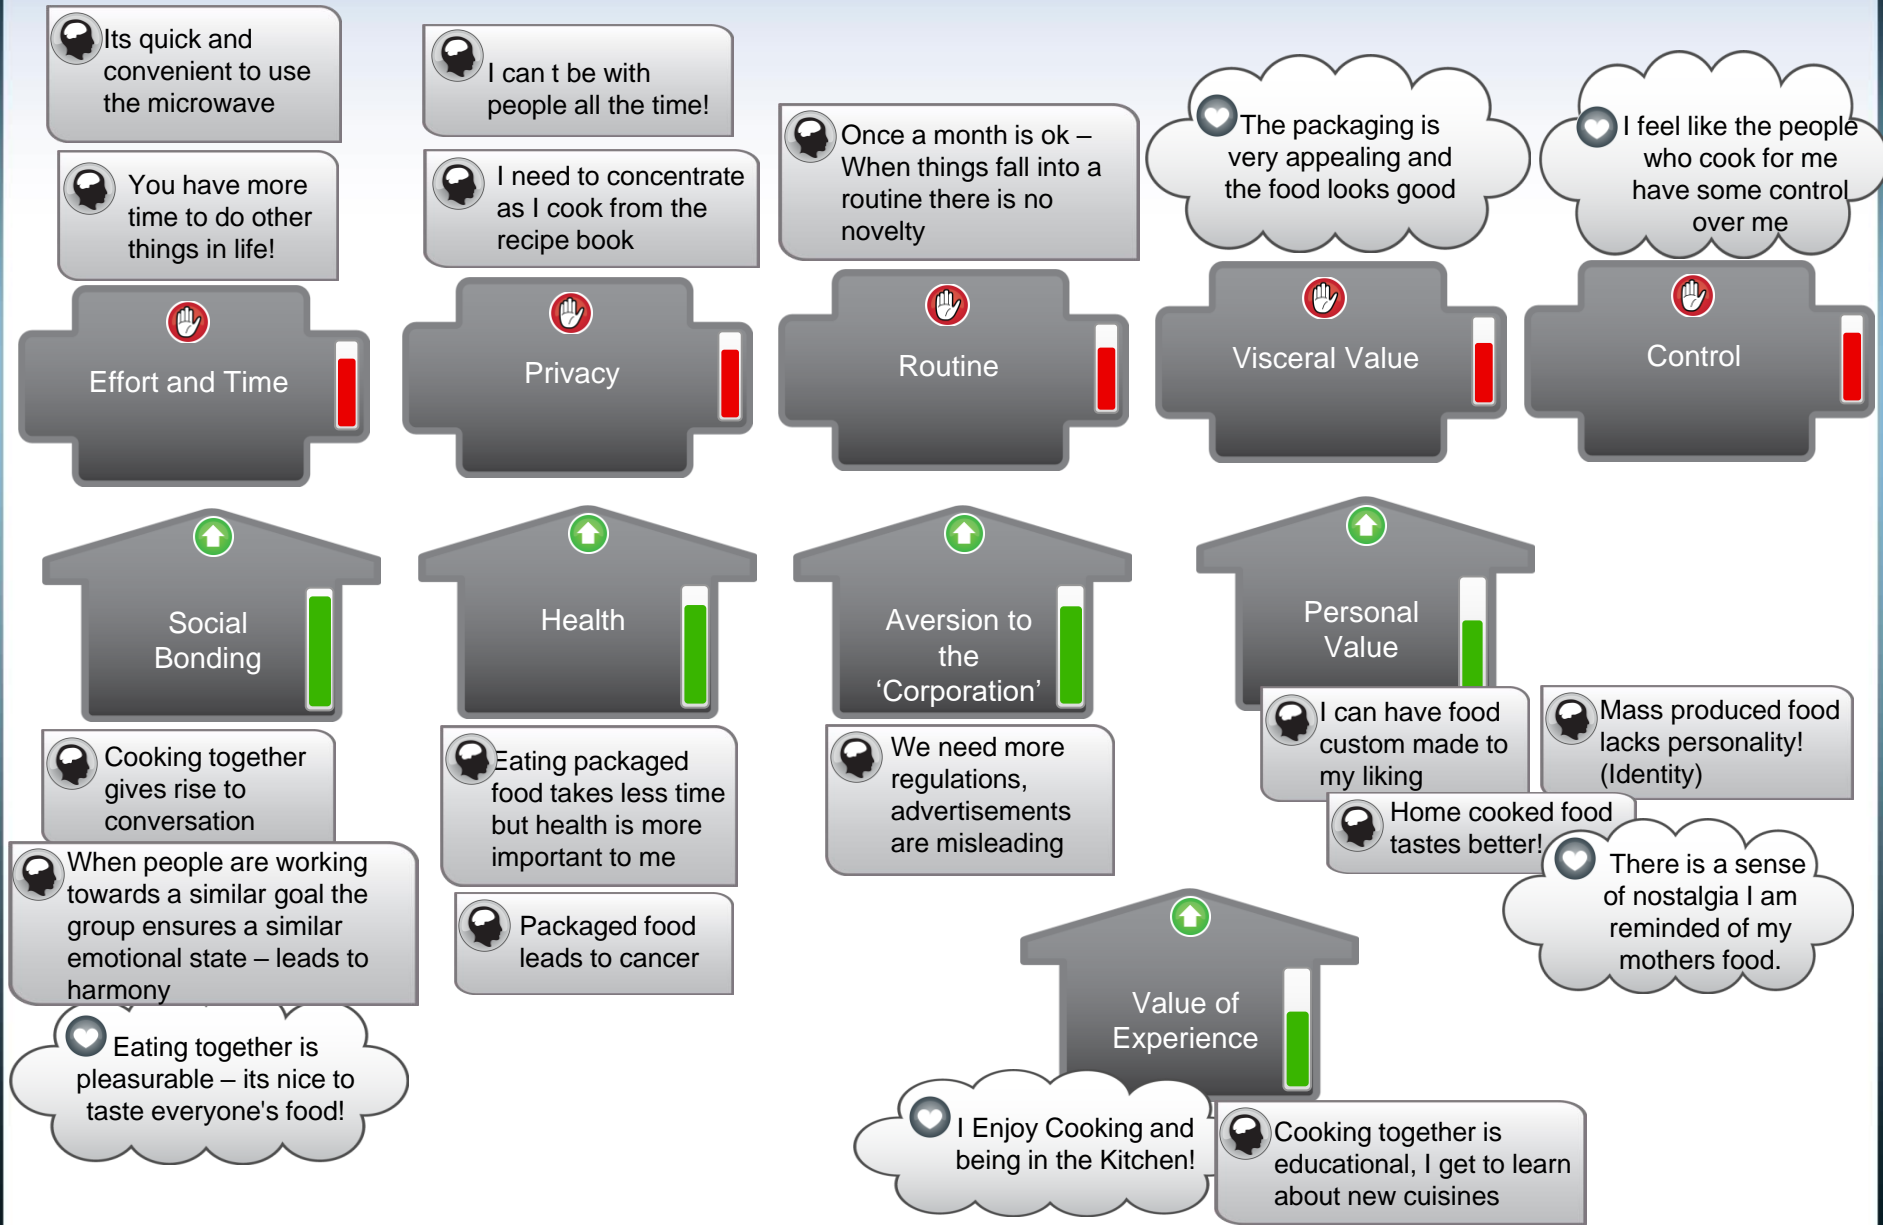 Its quick and
convenient to use
the microwave
You have more
time to do other
things in life!
Effort and Time
I can t be with
people all the time!
I need to concentrate
as I cook from the
recipe book
Privacy
Once a month is ok –
When things fall into a
routine there is no
novelty
Routine
The packaging is
very appealing and
the food looks good
Visceral Value
I feel like the people
who cook for me
have some control
over me
Control
Social
Bonding
Cooking together
gives rise to
conversation
When people are working
towards a similar goal the
group ensures a similar
emotional state – leads to
harmony
Eating together is
pleasurable – its nice to
taste everyone's food!
Health
Eating packaged
food takes less time
but health is more
important to me
Packaged food
leads to cancer
Aversion to
the
‘Corporation’
We need more
regulations,
advertisements
are misleading
Personal
Value
I can have food
custom made to
my liking
Mass produced food
lacks personality!
(Identity)
Home cooked food
tastes better!
There is a sense
of nostalgia I am
reminded of my
mothers food.
Value of
Experience
I Enjoy Cooking and
being in the Kitchen!
Cooking together is
educational, I get to learn
about new cuisines